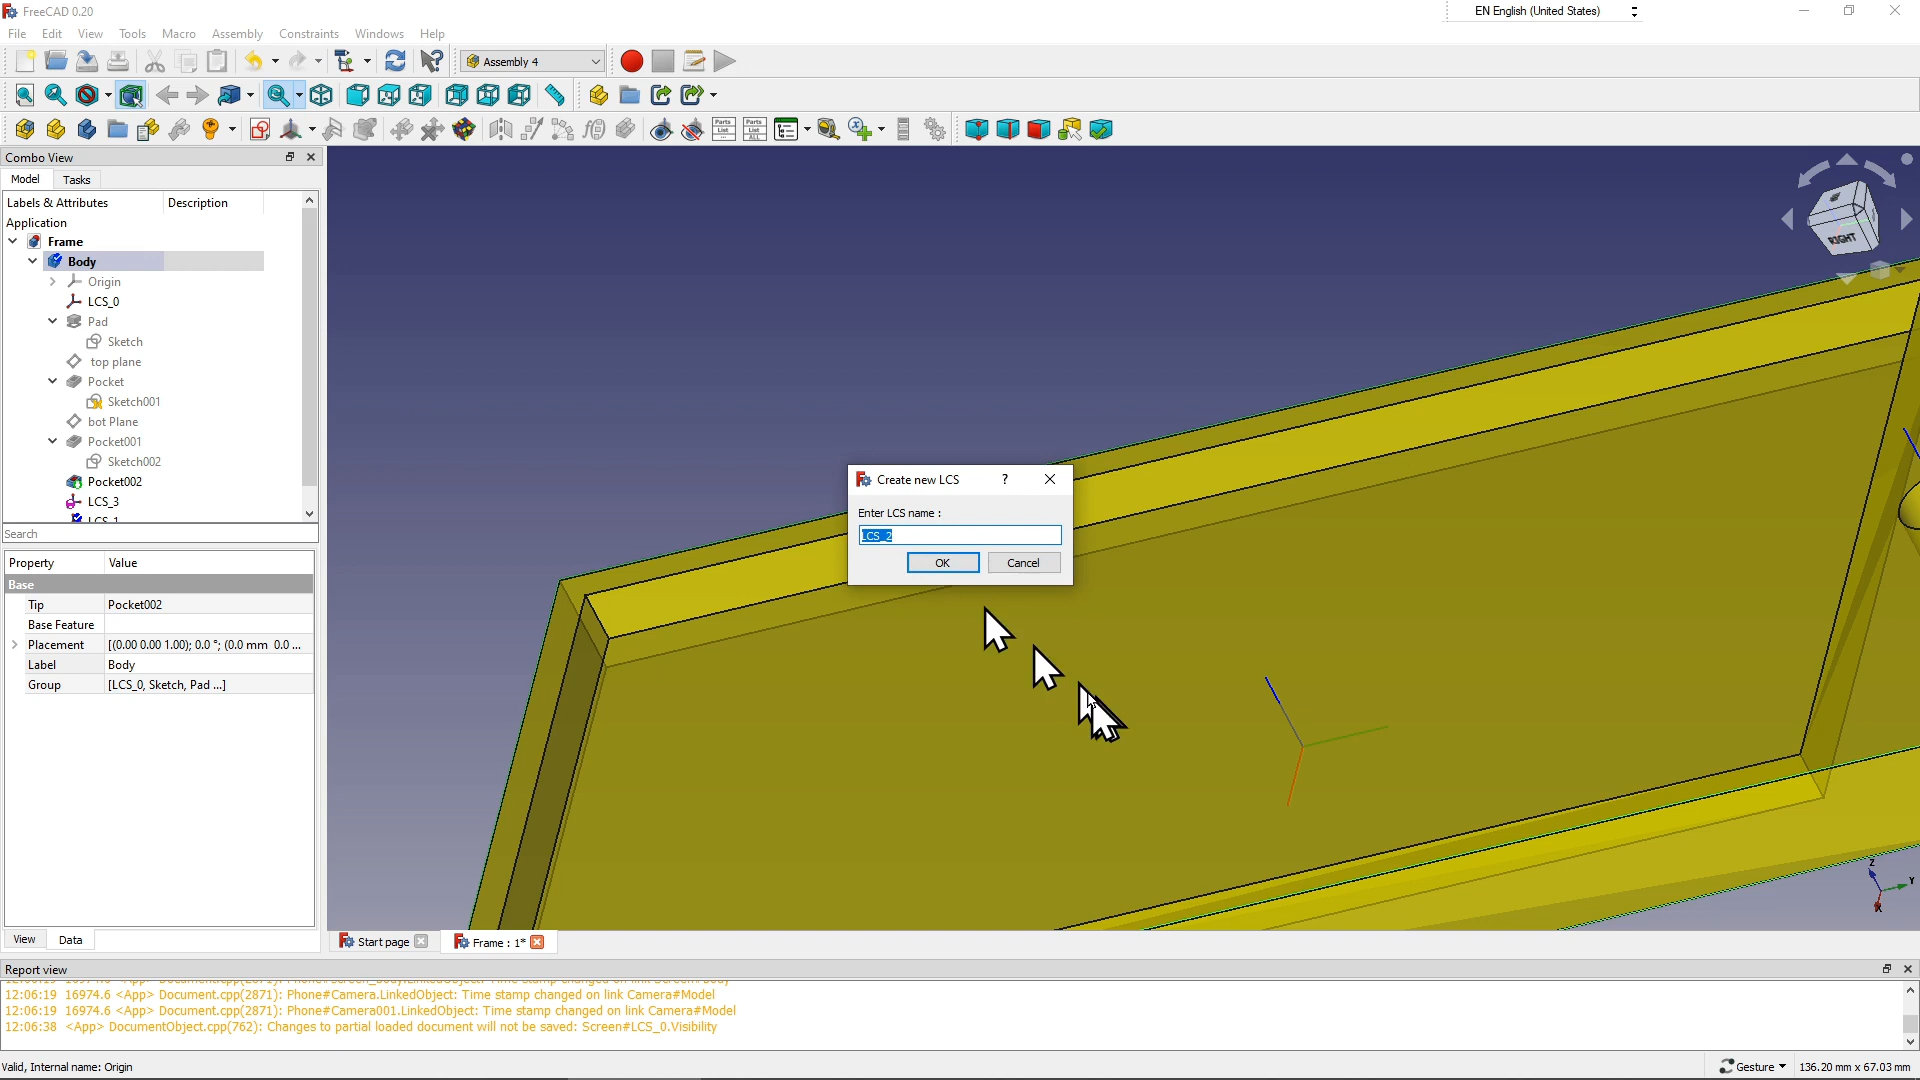 FreeCAD 0.20
EN English (United States)
File Edit View Tools Macro Assembly Constraints Windows Help
Assembly 4
Parts List ...
Parts List ALL
Combo View
Model Tasks
Labels & Attributes Description
Application
Frame
Body
Origin
LCS_0
Pad
Sketch
top plane
Pocket
Sketch001
bot Plane
Pocket001
Sketch002
Pocket002
LCS_3
LCS_1
Search
Property Value
Base
Tip Pocket002
Base Feature
Placement [(0.00 0.00 1.00); 0.0 °; (0.0 mm 0.0 ...
Label Body
Group [LCS_0, Sketch, Pad ...]
View Data
RIGHT
Create new LCS ?
Enter LCS name :
LCS_2
OK Cancel
Z
Y
X
Start page Frame : 1*
Report view
12:06:19 16974.6 <App> Document.cpp(2871): Phone#Camera.LinkedObject: Time stamp changed on link Camera#Model
12:06:19 16974.6 <App> Document.cpp(2871): Phone#Camera001.LinkedObject: Time stamp changed on link Camera#Model
12:06:38 <App> DocumentObject.cpp(762): Changes to partial loaded document will not be saved: Screen#LCS_0.Visibility
Valid, Internal name: Origin
Gesture 136.20 mm x 67.03 mm